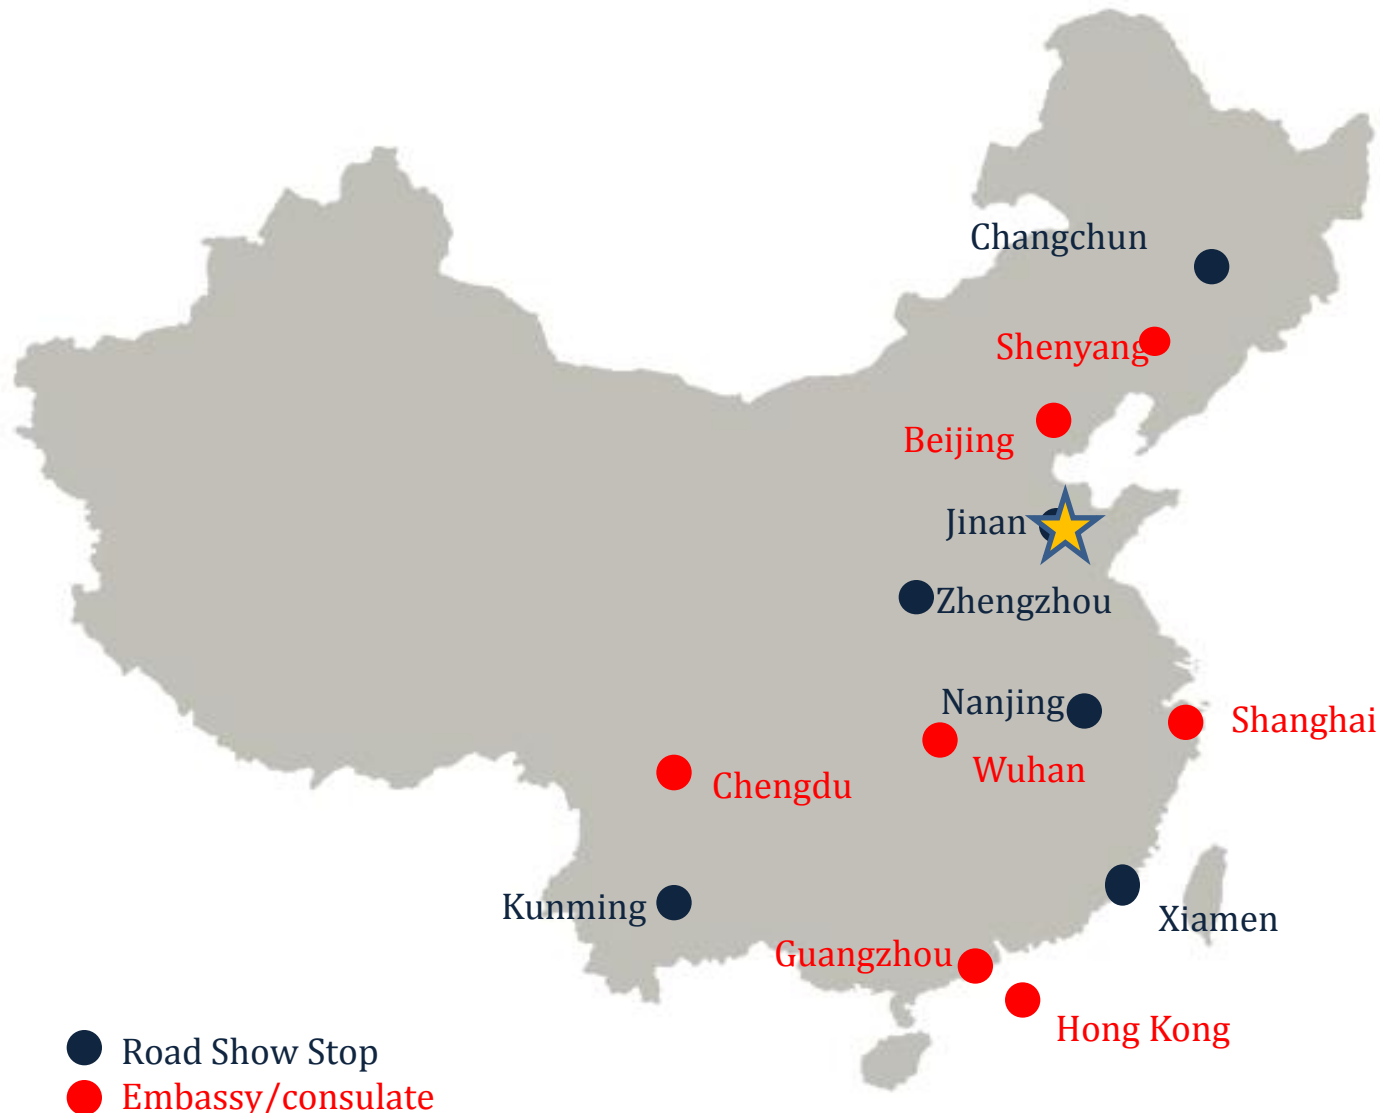 Changchun
Shenyang
Beijing
Jinan
Zhengzhou
Nanjing
Shanghai
Wuhan
Chengdu
Kunming
Xiamen
Guangzhou
Hong Kong
Road Show Stop
Embassy/consulate